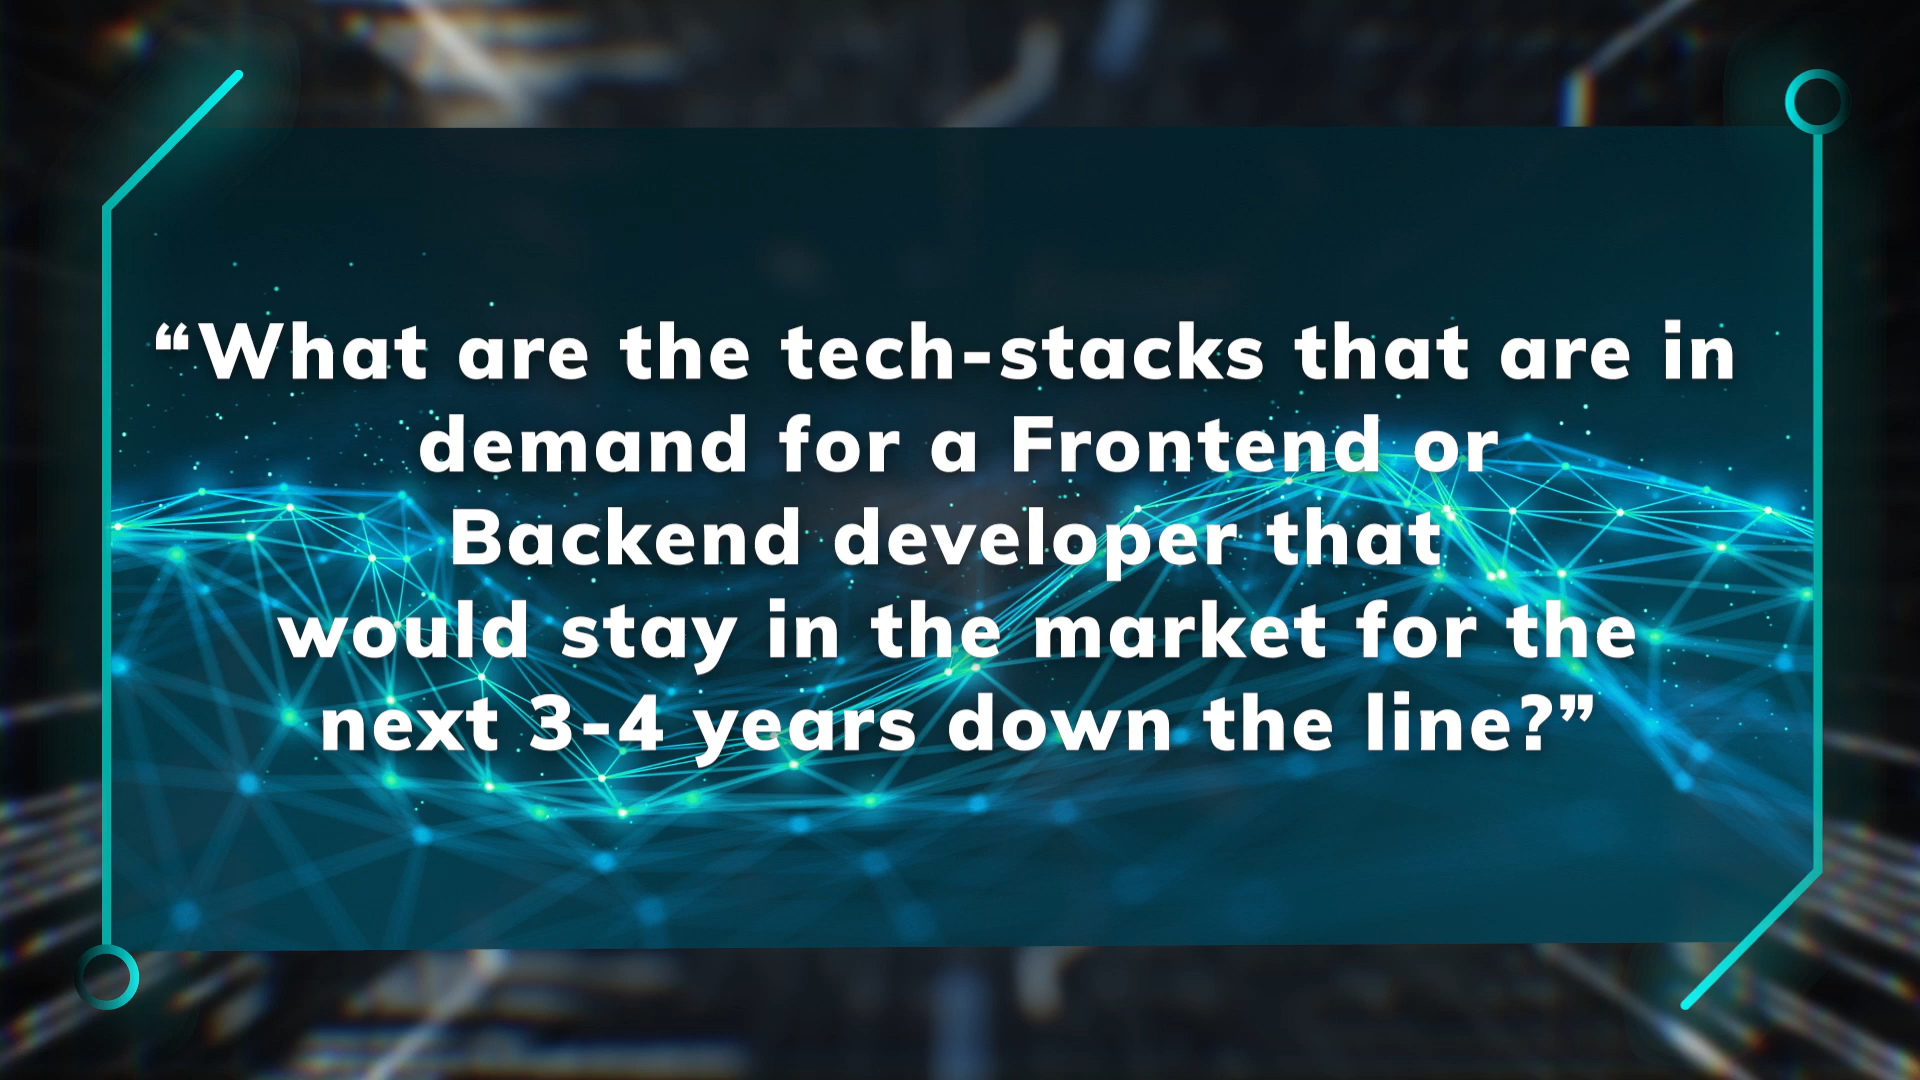 “What are the tech-stacks that are in
demand for a Frontend or
Backend developer that
would stay in the market for the
next 3-4 years down the line?”